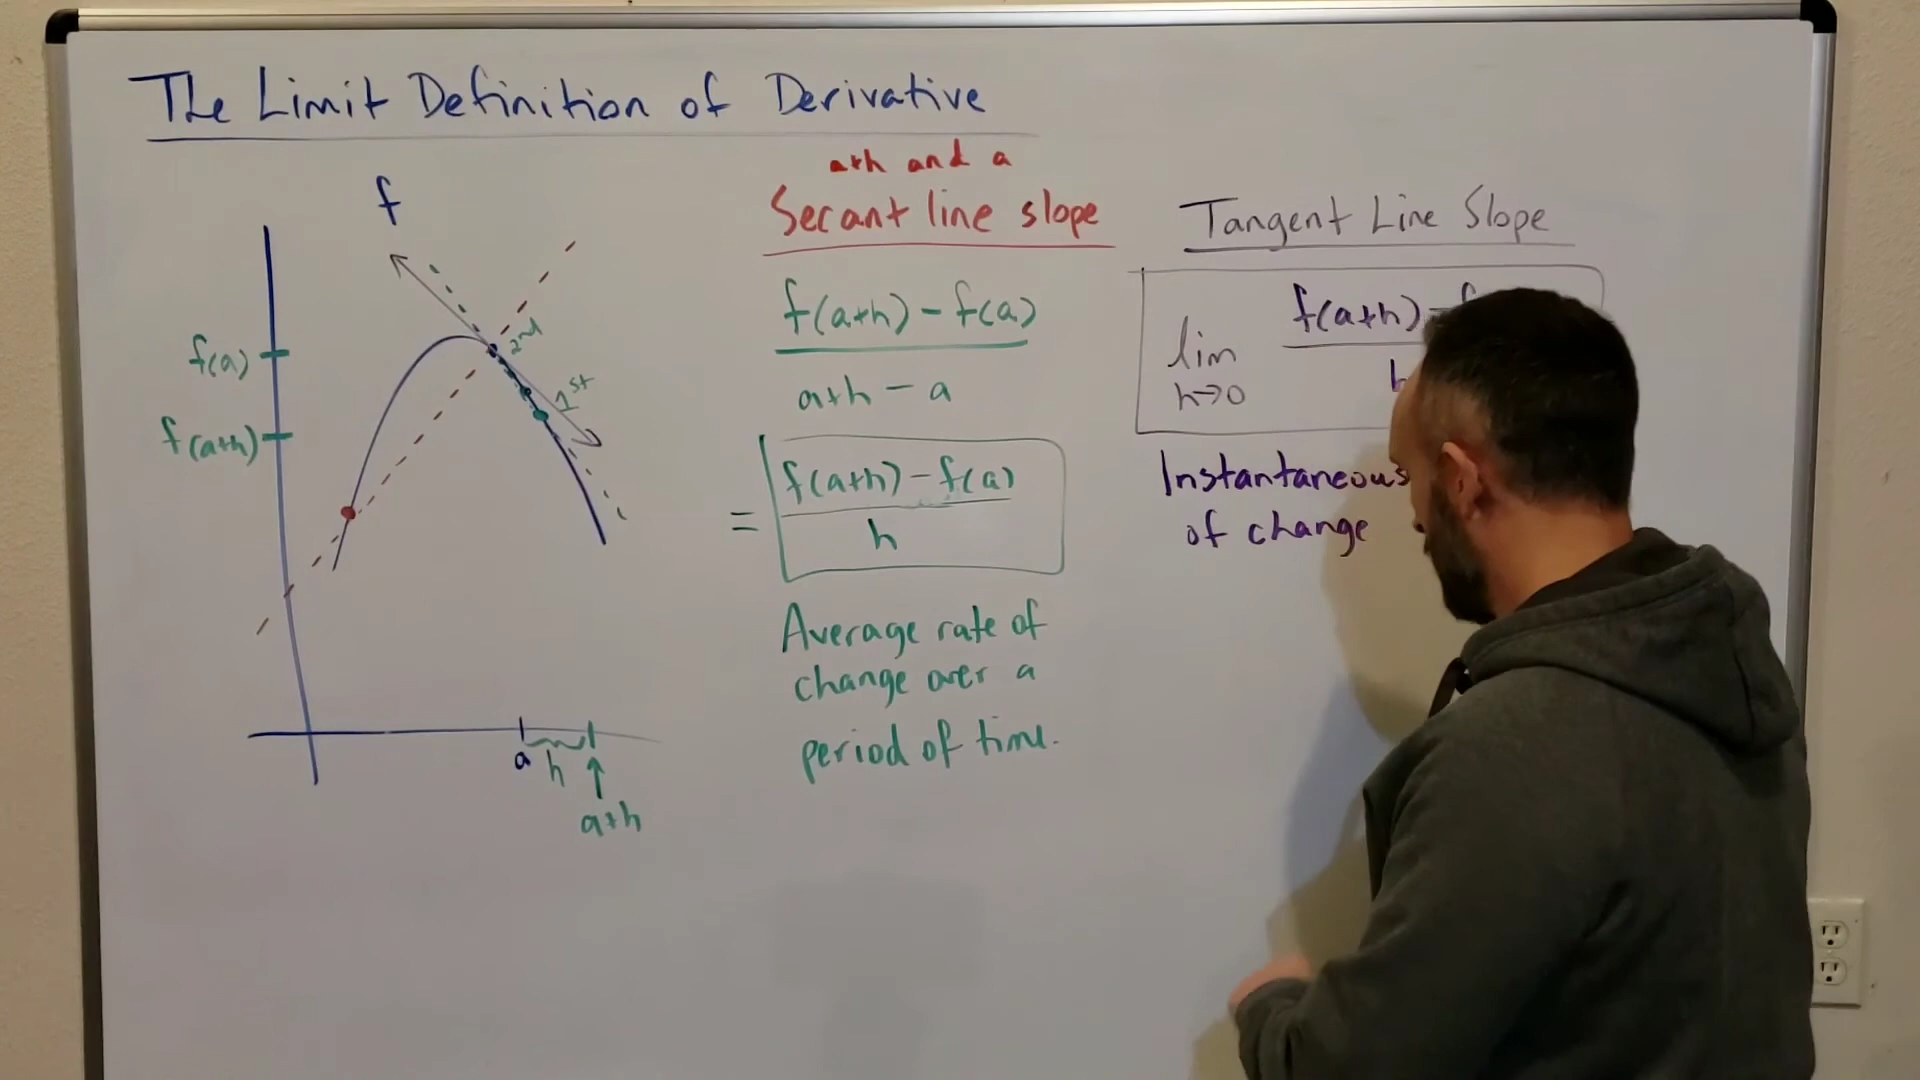 The Limit Definition of Derivative
f
f(a)
f(a+h)
2nd
1st
a
h
a+h
a+h and a
Secant line slope
f(a+h) - f(a)
a+h - a
= f(a+h) - f(a)
h
Average rate of
change over a
period of time.
Tangent Line Slope
lim
h→0
f(a+h) -
Instantaneous
of change